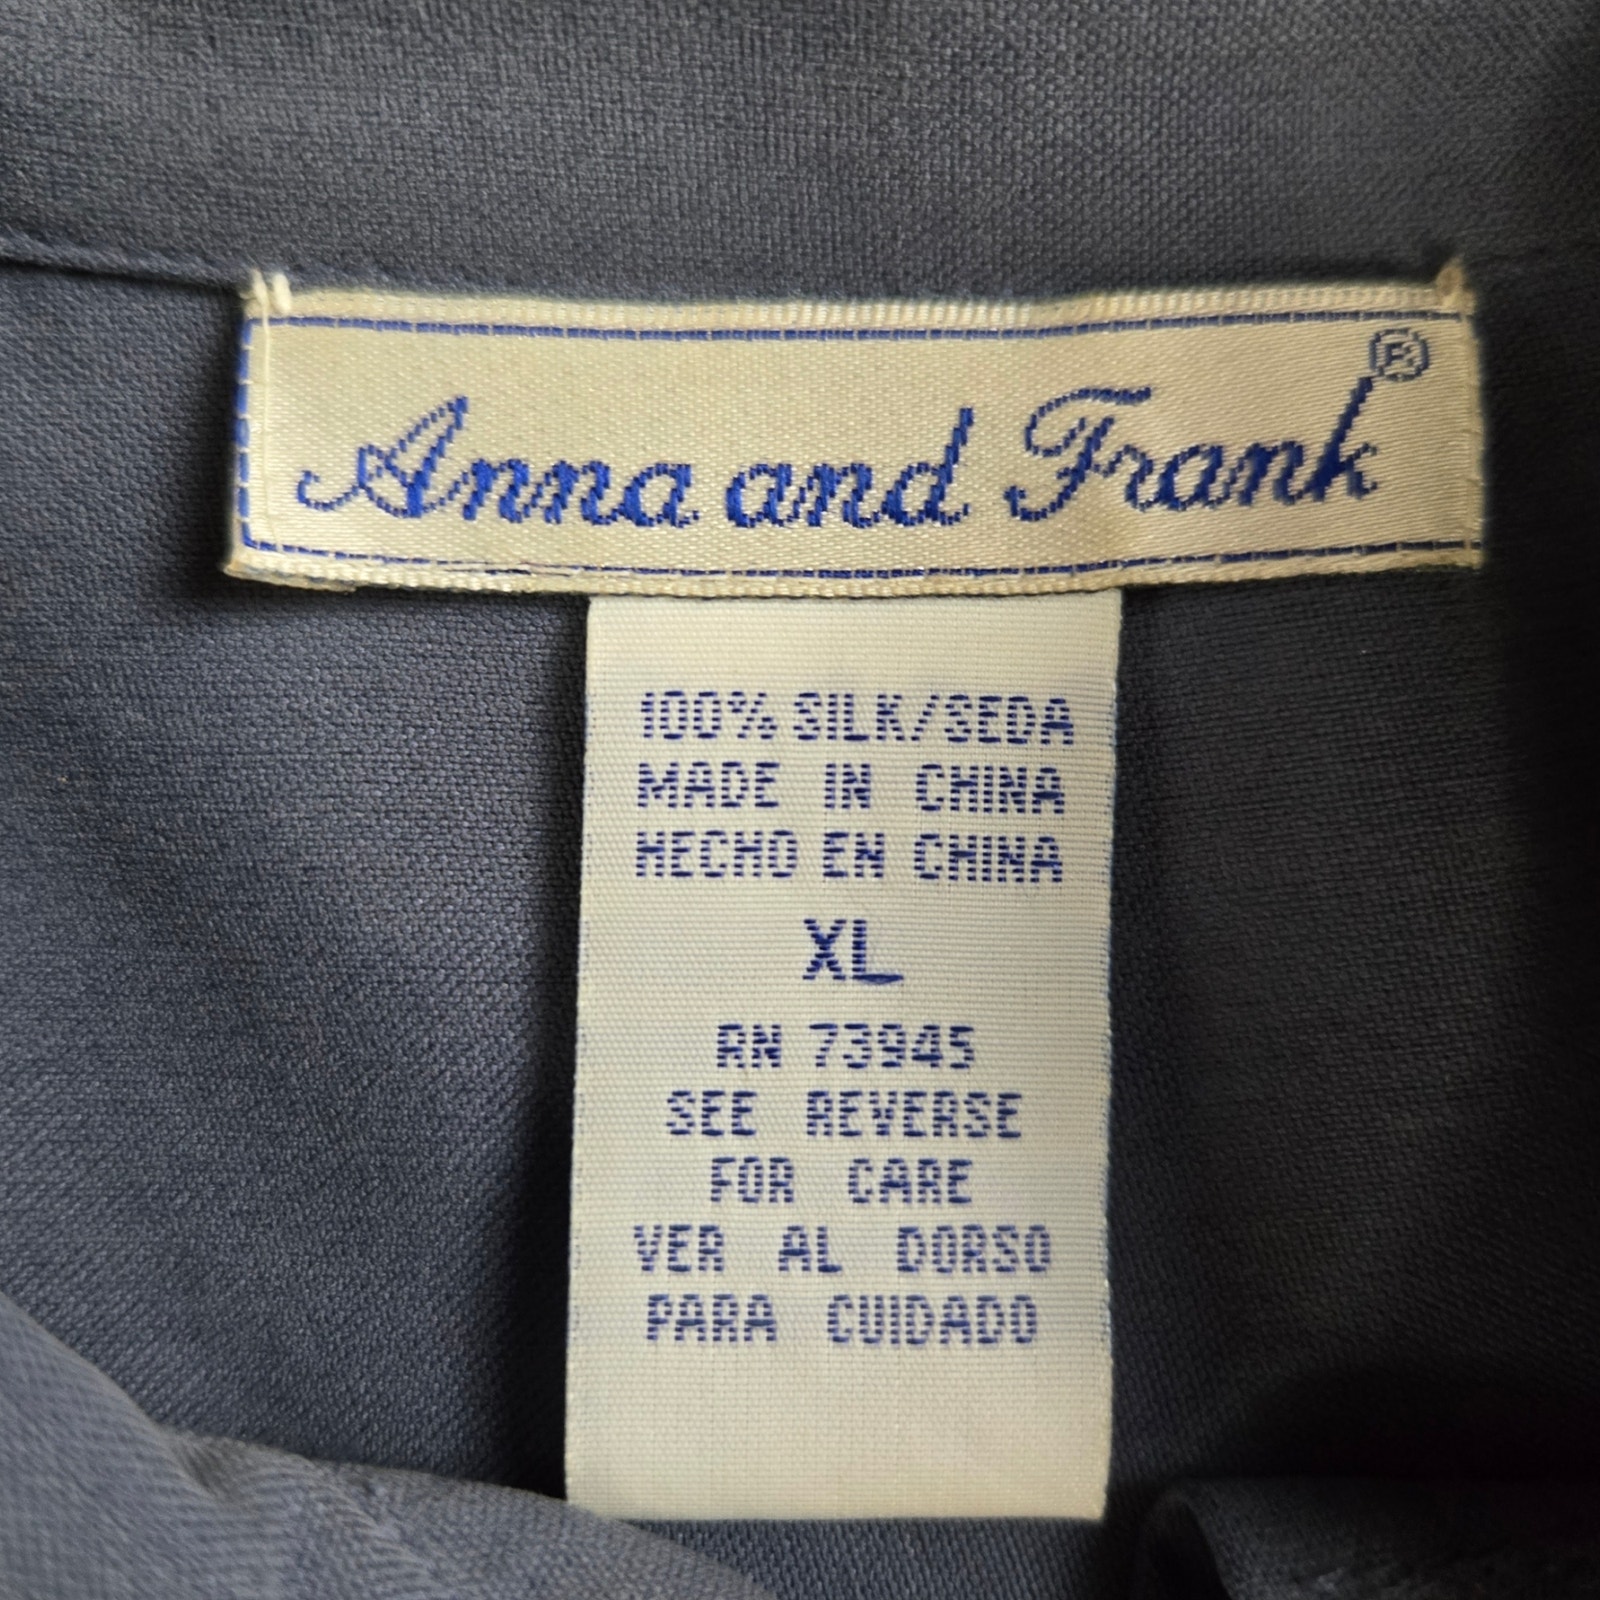 Anna and Frank®
100% SILK/SEDA
MADE IN CHINA
HECHO EN CHINA
XL
RN 73945
SEE REVERSE
FOR CARE
VER AL DORSO
PARA CUIDADO